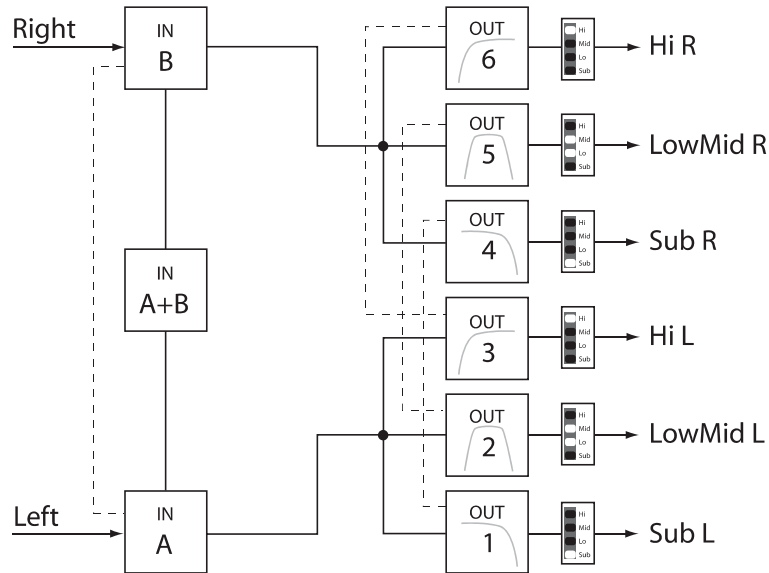 Right
IN
B
OUT
6
Hi
Mid
Lo
Sub
Hi R
OUT
5
Hi
Mid
Lo
Sub
LowMid R
OUT
4
Hi
Mid
Lo
Sub
Sub R
IN
A+B
OUT
3
Hi
Mid
Lo
Sub
Hi L
OUT
2
Hi
Mid
Lo
Sub
LowMid L
Left
IN
A
OUT
1
Hi
Mid
Lo
Sub
Sub L